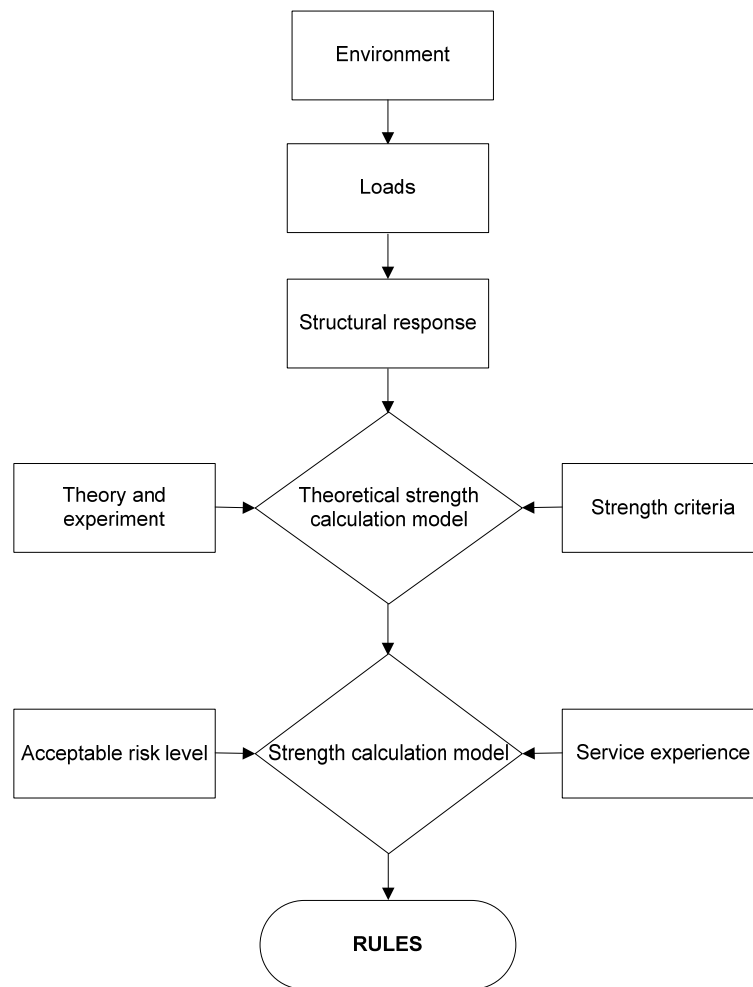 Environment
Loads
Structural response
Theory and
experiment
Theoretical strength
calculation model
Strength criteria
Acceptable risk level
Strength calculation model
Service experience
RULES